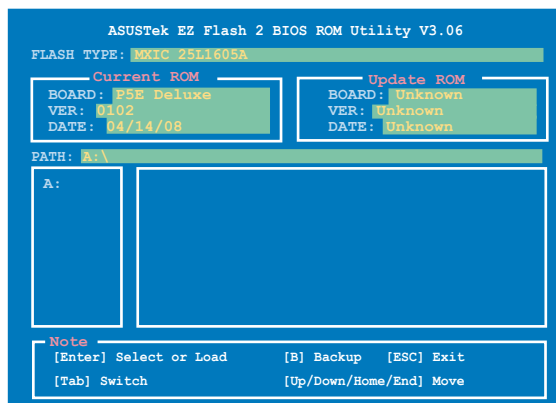 ASUSTek EZ Flash 2 BIOS ROM Utility V3.06
FLASH TYPE: MXIC 25L1605A
Current ROM
BOARD: P5E Deluxe
VER: 0102
DATE: 04/14/08
Update ROM
BOARD: Unknown
VER: Unknown
DATE: Unknown
PATH: A:\
A:
Note
[Enter] Select or Load [B] Backup [ESC] Exit
[Tab] Switch [Up/Down/Home/End] Move